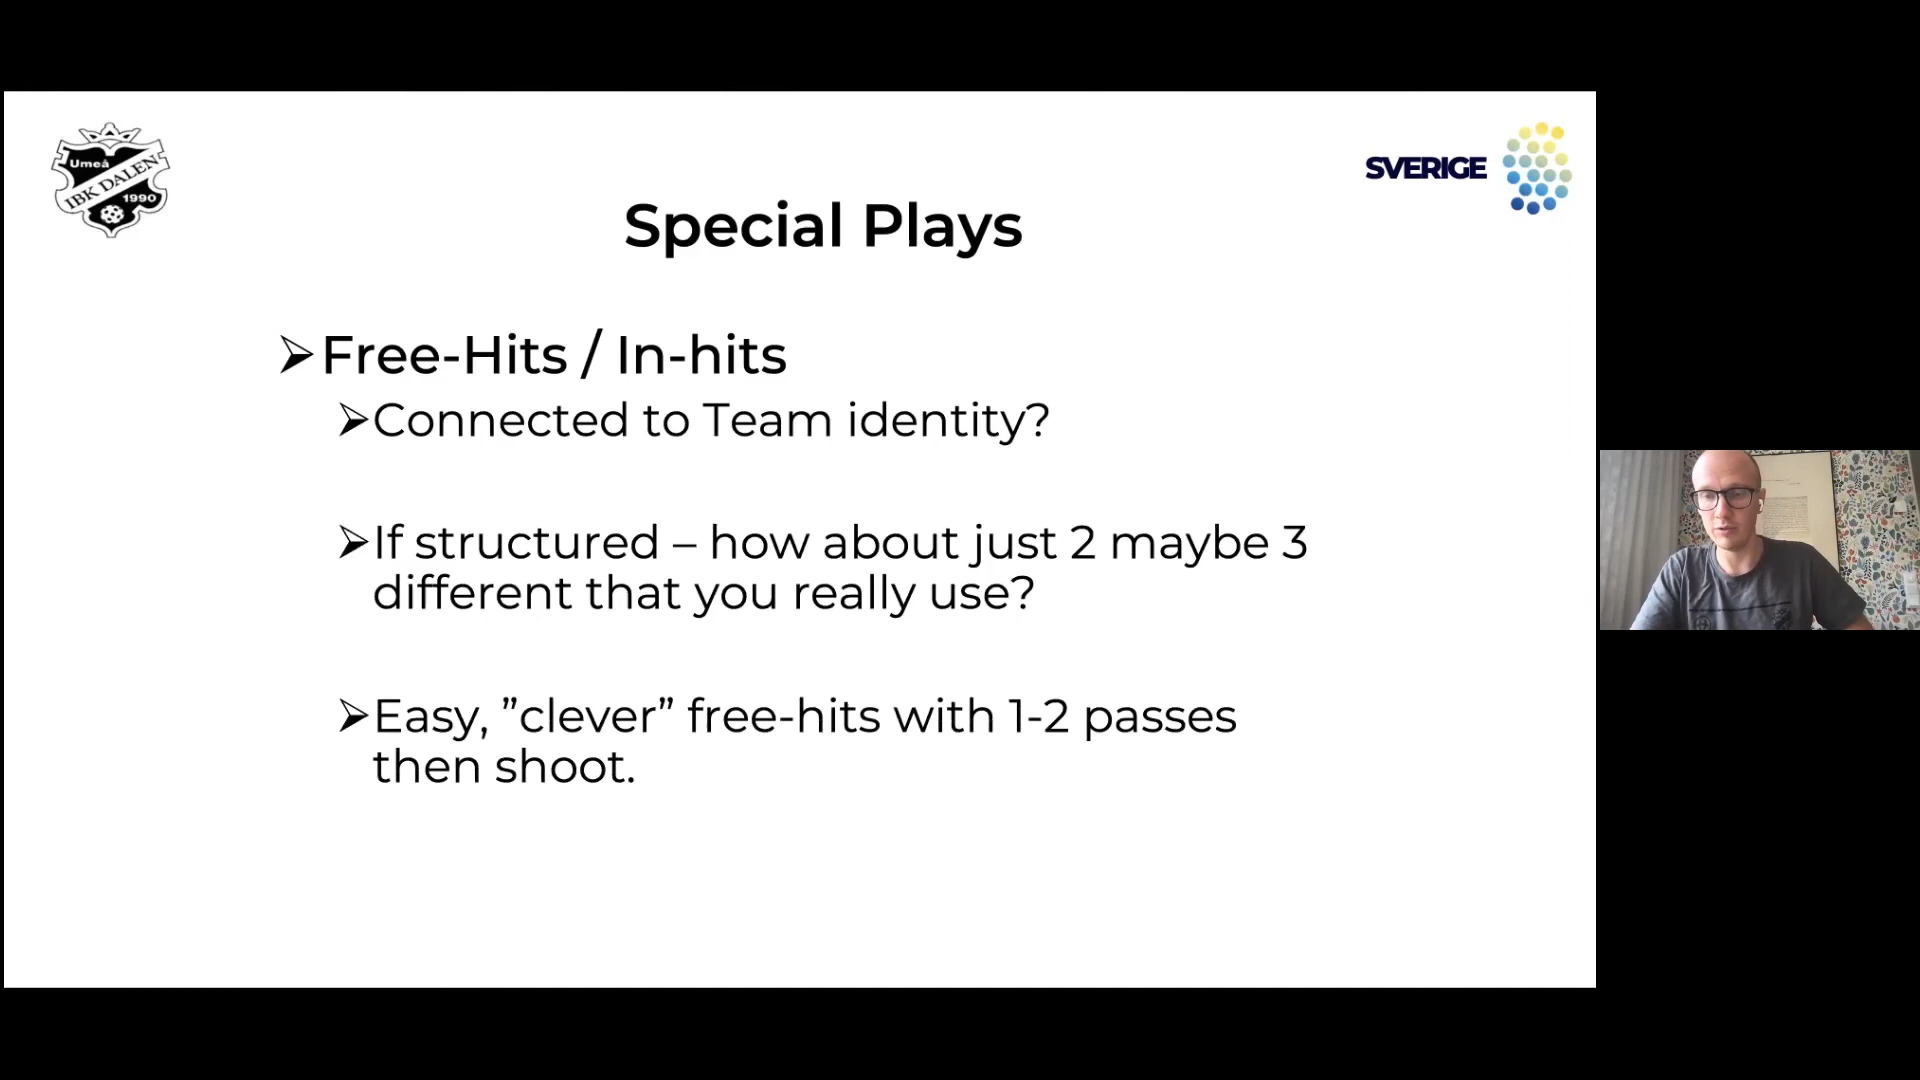 Umeå
IBK DALEN
1990
SVERIGE
Special Plays
➢Free-Hits / In-hits
➢Connected to Team identity?
➢If structured – how about just 2 maybe 3
different that you really use?
➢Easy, ”clever” free-hits with 1-2 passes
then shoot.